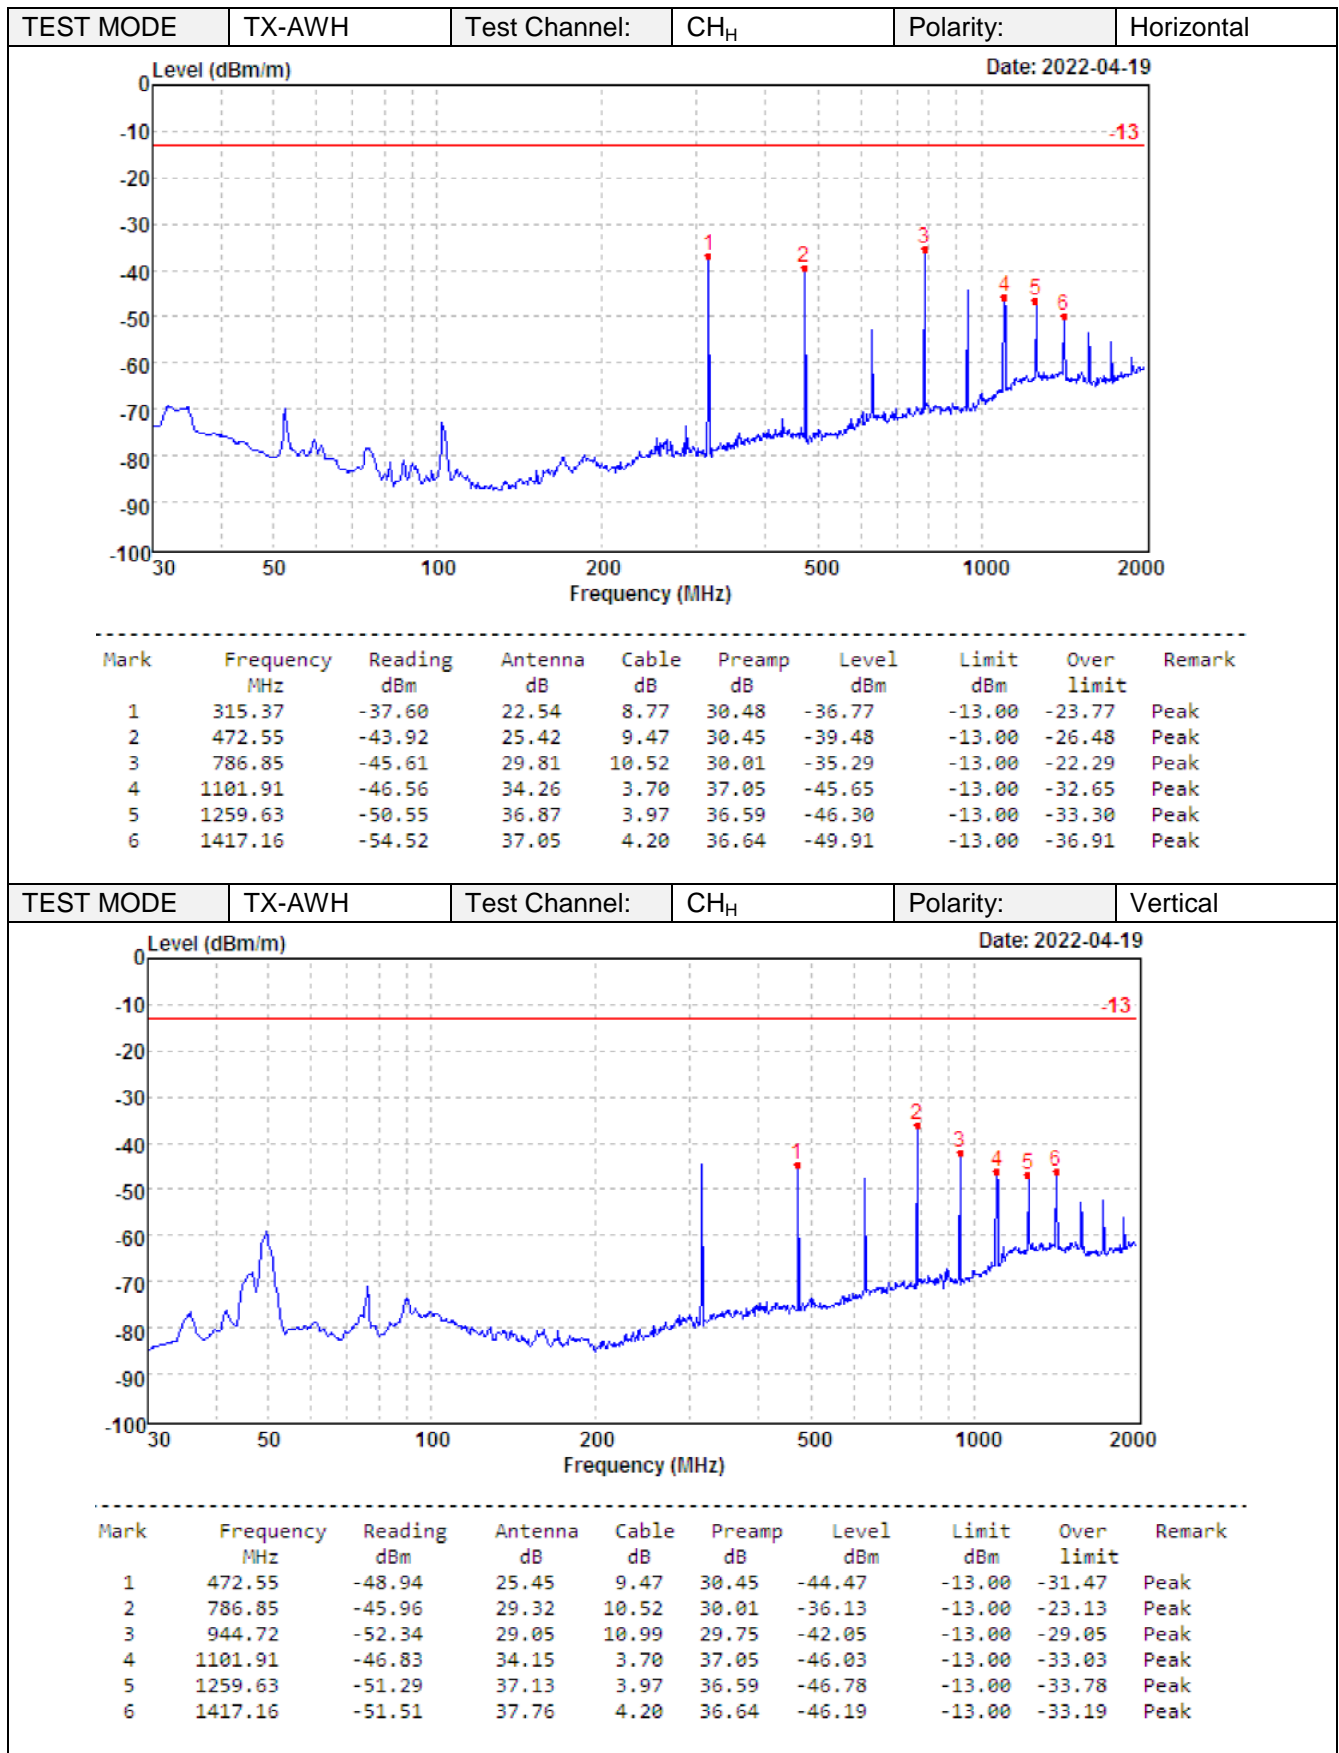 TEST MODE TX-AWH Test Channel: CHH Polarity: Horizontal
Level (dBm/m) Date: 2022-04-19
0
-10 -13
-20
-30
1 2 3
-40
4 5 6
-50
-60
-70
-80
-90
-100
30 50 100 200 500 1000 2000
Frequency (MHz)
Mark Frequency Reading Antenna Cable Preamp Level Limit Over Remark
MHz dBm dB dB dB dBm dBm limit
1 315.37 -37.60 22.54 8.77 30.48 -36.77 -13.00 -23.77 Peak
2 472.55 -43.92 25.42 9.47 30.45 -39.48 -13.00 -26.48 Peak
3 786.85 -45.61 29.81 10.52 30.01 -35.29 -13.00 -22.29 Peak
4 1101.91 -46.56 34.26 3.70 37.05 -45.65 -13.00 -32.65 Peak
5 1259.63 -50.55 36.87 3.97 36.59 -46.30 -13.00 -33.30 Peak
6 1417.16 -54.52 37.05 4.20 36.64 -49.91 -13.00 -36.91 Peak
TEST MODE TX-AWH Test Channel: CHH Polarity: Vertical
Level (dBm/m) Date: 2022-04-19
0
-10 -13
-20
-30
2
-40
1 3 4 5 6
-50
-60
-70
-80
-90
-100
30 50 100 200 500 1000 2000
Frequency (MHz)
Mark Frequency Reading Antenna Cable Preamp Level Limit Over Remark
MHz dBm dB dB dB dBm dBm limit
1 472.55 -48.94 25.45 9.47 30.45 -44.47 -13.00 -31.47 Peak
2 786.85 -45.96 29.32 10.52 30.01 -36.13 -13.00 -23.13 Peak
3 944.72 -52.34 29.05 10.99 29.75 -42.05 -13.00 -29.05 Peak
4 1101.91 -46.83 34.15 3.70 37.05 -46.03 -13.00 -33.03 Peak
5 1259.63 -51.29 37.13 3.97 36.59 -46.78 -13.00 -33.78 Peak
6 1417.16 -51.51 37.76 4.20 36.64 -46.19 -13.00 -33.19 Peak